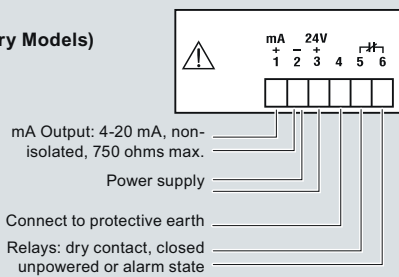 ry Models)
mA 24V
+ – +
1 2 3 4 5 6
mA Output: 4-20 mA, non-
isolated, 750 ohms max.
Power supply
Connect to protective earth
Relays: dry contact, closed
unpowered or alarm state